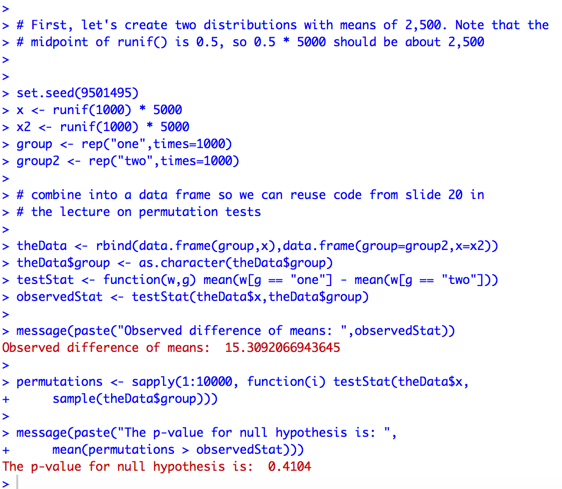 >
> # First, let's create two distributions with means of 2,500. Note that the
> # midpoint of runif() is 0.5, so 0.5 * 5000 should be about 2,500
>
>
> set.seed(9501495)
> x <- runif(1000) * 5000
> x2 <- runif(1000) * 5000
> group <- rep("one",times=1000)
> group2 <- rep("two",times=1000)
>
> # combine into a data frame so we can reuse code from slide 20 in
> # the lecture on permutation tests
>
> theData <- rbind(data.frame(group,x),data.frame(group=group2,x=x2))
> theData$group <- as.character(theData$group)
> testStat <- function(w,g) mean(w[g == "one"] - mean(w[g == "two"]))
> observedStat <- testStat(theData$x,theData$group)
>
> message(paste("Observed difference of means: ",observedStat))
Observed difference of means:  15.3092066943645
>
> permutations <- sapply(1:10000, function(i) testStat(theData$x,
+     sample(theData$group)))
>
> message(paste("The p-value for null hypothesis is: ",
+     mean(permutations > observedStat)))
The p-value for null hypothesis is:  0.4104
>